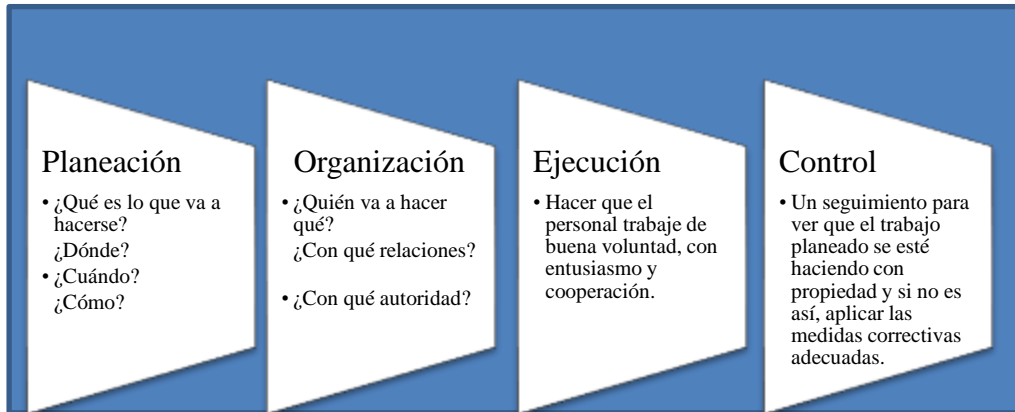 Planeación
• ¿Qué es lo que va a
hacerse?
¿Dónde?
• ¿Cuándo?
¿Cómo?
Organización
• ¿Quién va a hacer
qué?
¿Con qué relaciones?
• ¿Con qué autoridad?
Ejecución
• Hacer que el
personal trabaje de
buena voluntad, con
entusiasmo y
cooperación.
Control
• Un seguimiento para
ver que el trabajo
planeado se esté
haciendo con
propiedad y si no es
así, aplicar las
medidas correctivas
adecuadas.